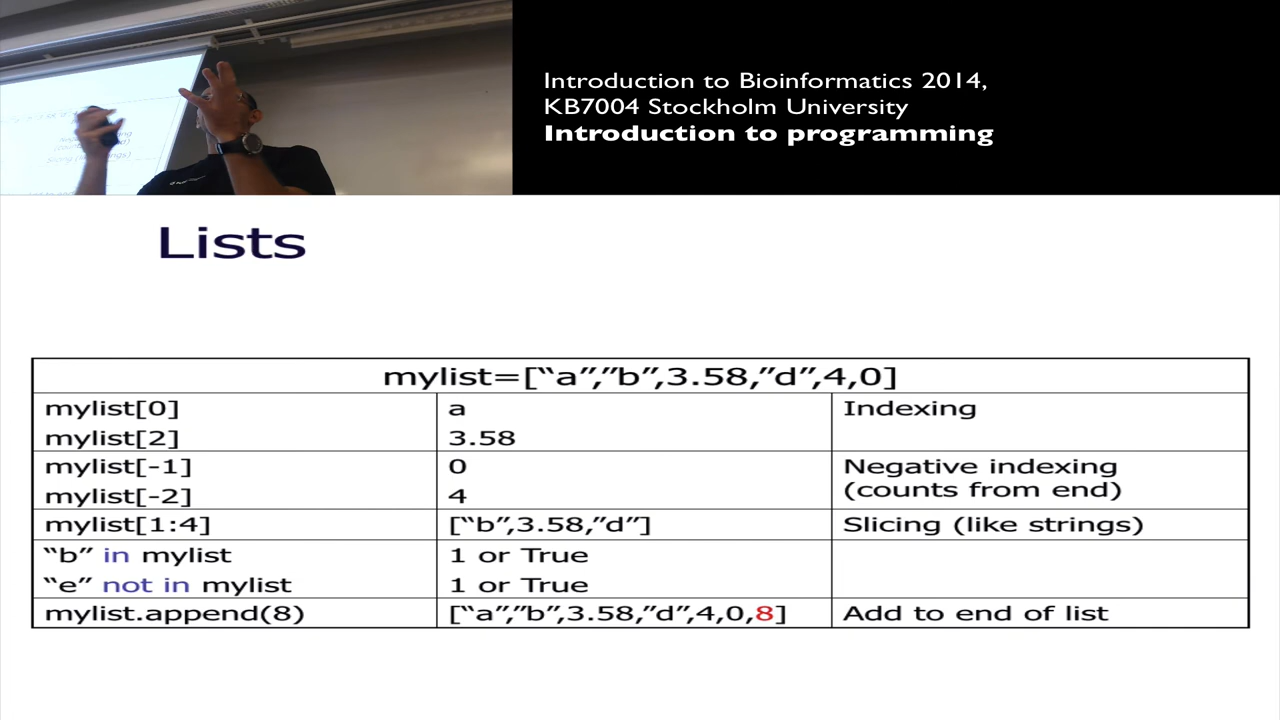 Introduction to Bioinformatics 2014,
KB7004 Stockholm University
Introduction to programming
Lists
mylist=[“a”,”b”,3.58,”d”,4,0]
mylist[0] a Indexing
mylist[2] 3.58
mylist[-1] 0 Negative indexing
mylist[-2] 4 (counts from end)
mylist[1:4] [“b”,3.58,”d”] Slicing (like strings)
“b” in mylist 1 or True
“e” not in mylist 1 or True
mylist.append(8) [“a”,”b”,3.58,”d”,4,0,8] Add to end of list